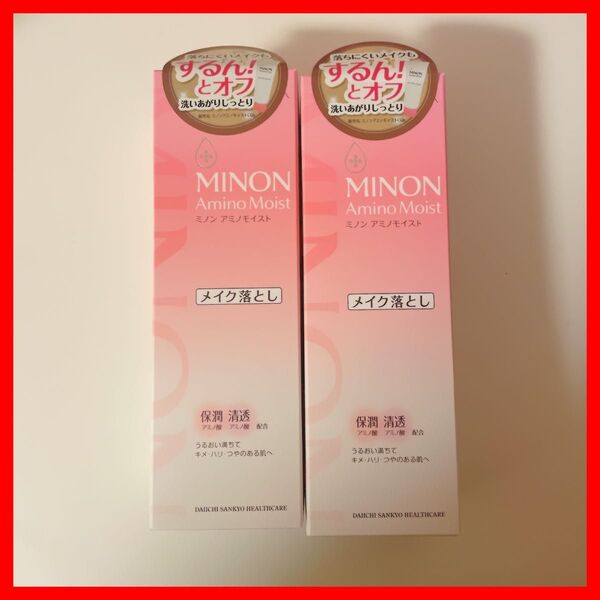 落ちにくいメイクも
するん!
とオフ
洗いあがりしっとり
MINON
MINON
Amino Moist
ミノン アミノモイスト
メイク落とし
保潤 清透
アミノ酸 アミノ酸 配合
うるおい満ちて
キメ・ハリ・つやのある肌へ
DAIICHI SANKYO HEALTHCARE
落ちにくいメイクも
するん!
とオフ
洗いあがりしっとり
MINON
MINON
Amino Moist
ミノン アミノモイスト
メイク落とし
保潤 清透
アミノ酸 アミノ酸 配合
うるおい満ちて
キメ・ハリ・つやのある肌へ
DAIICHI SANKYO HEALTHCARE